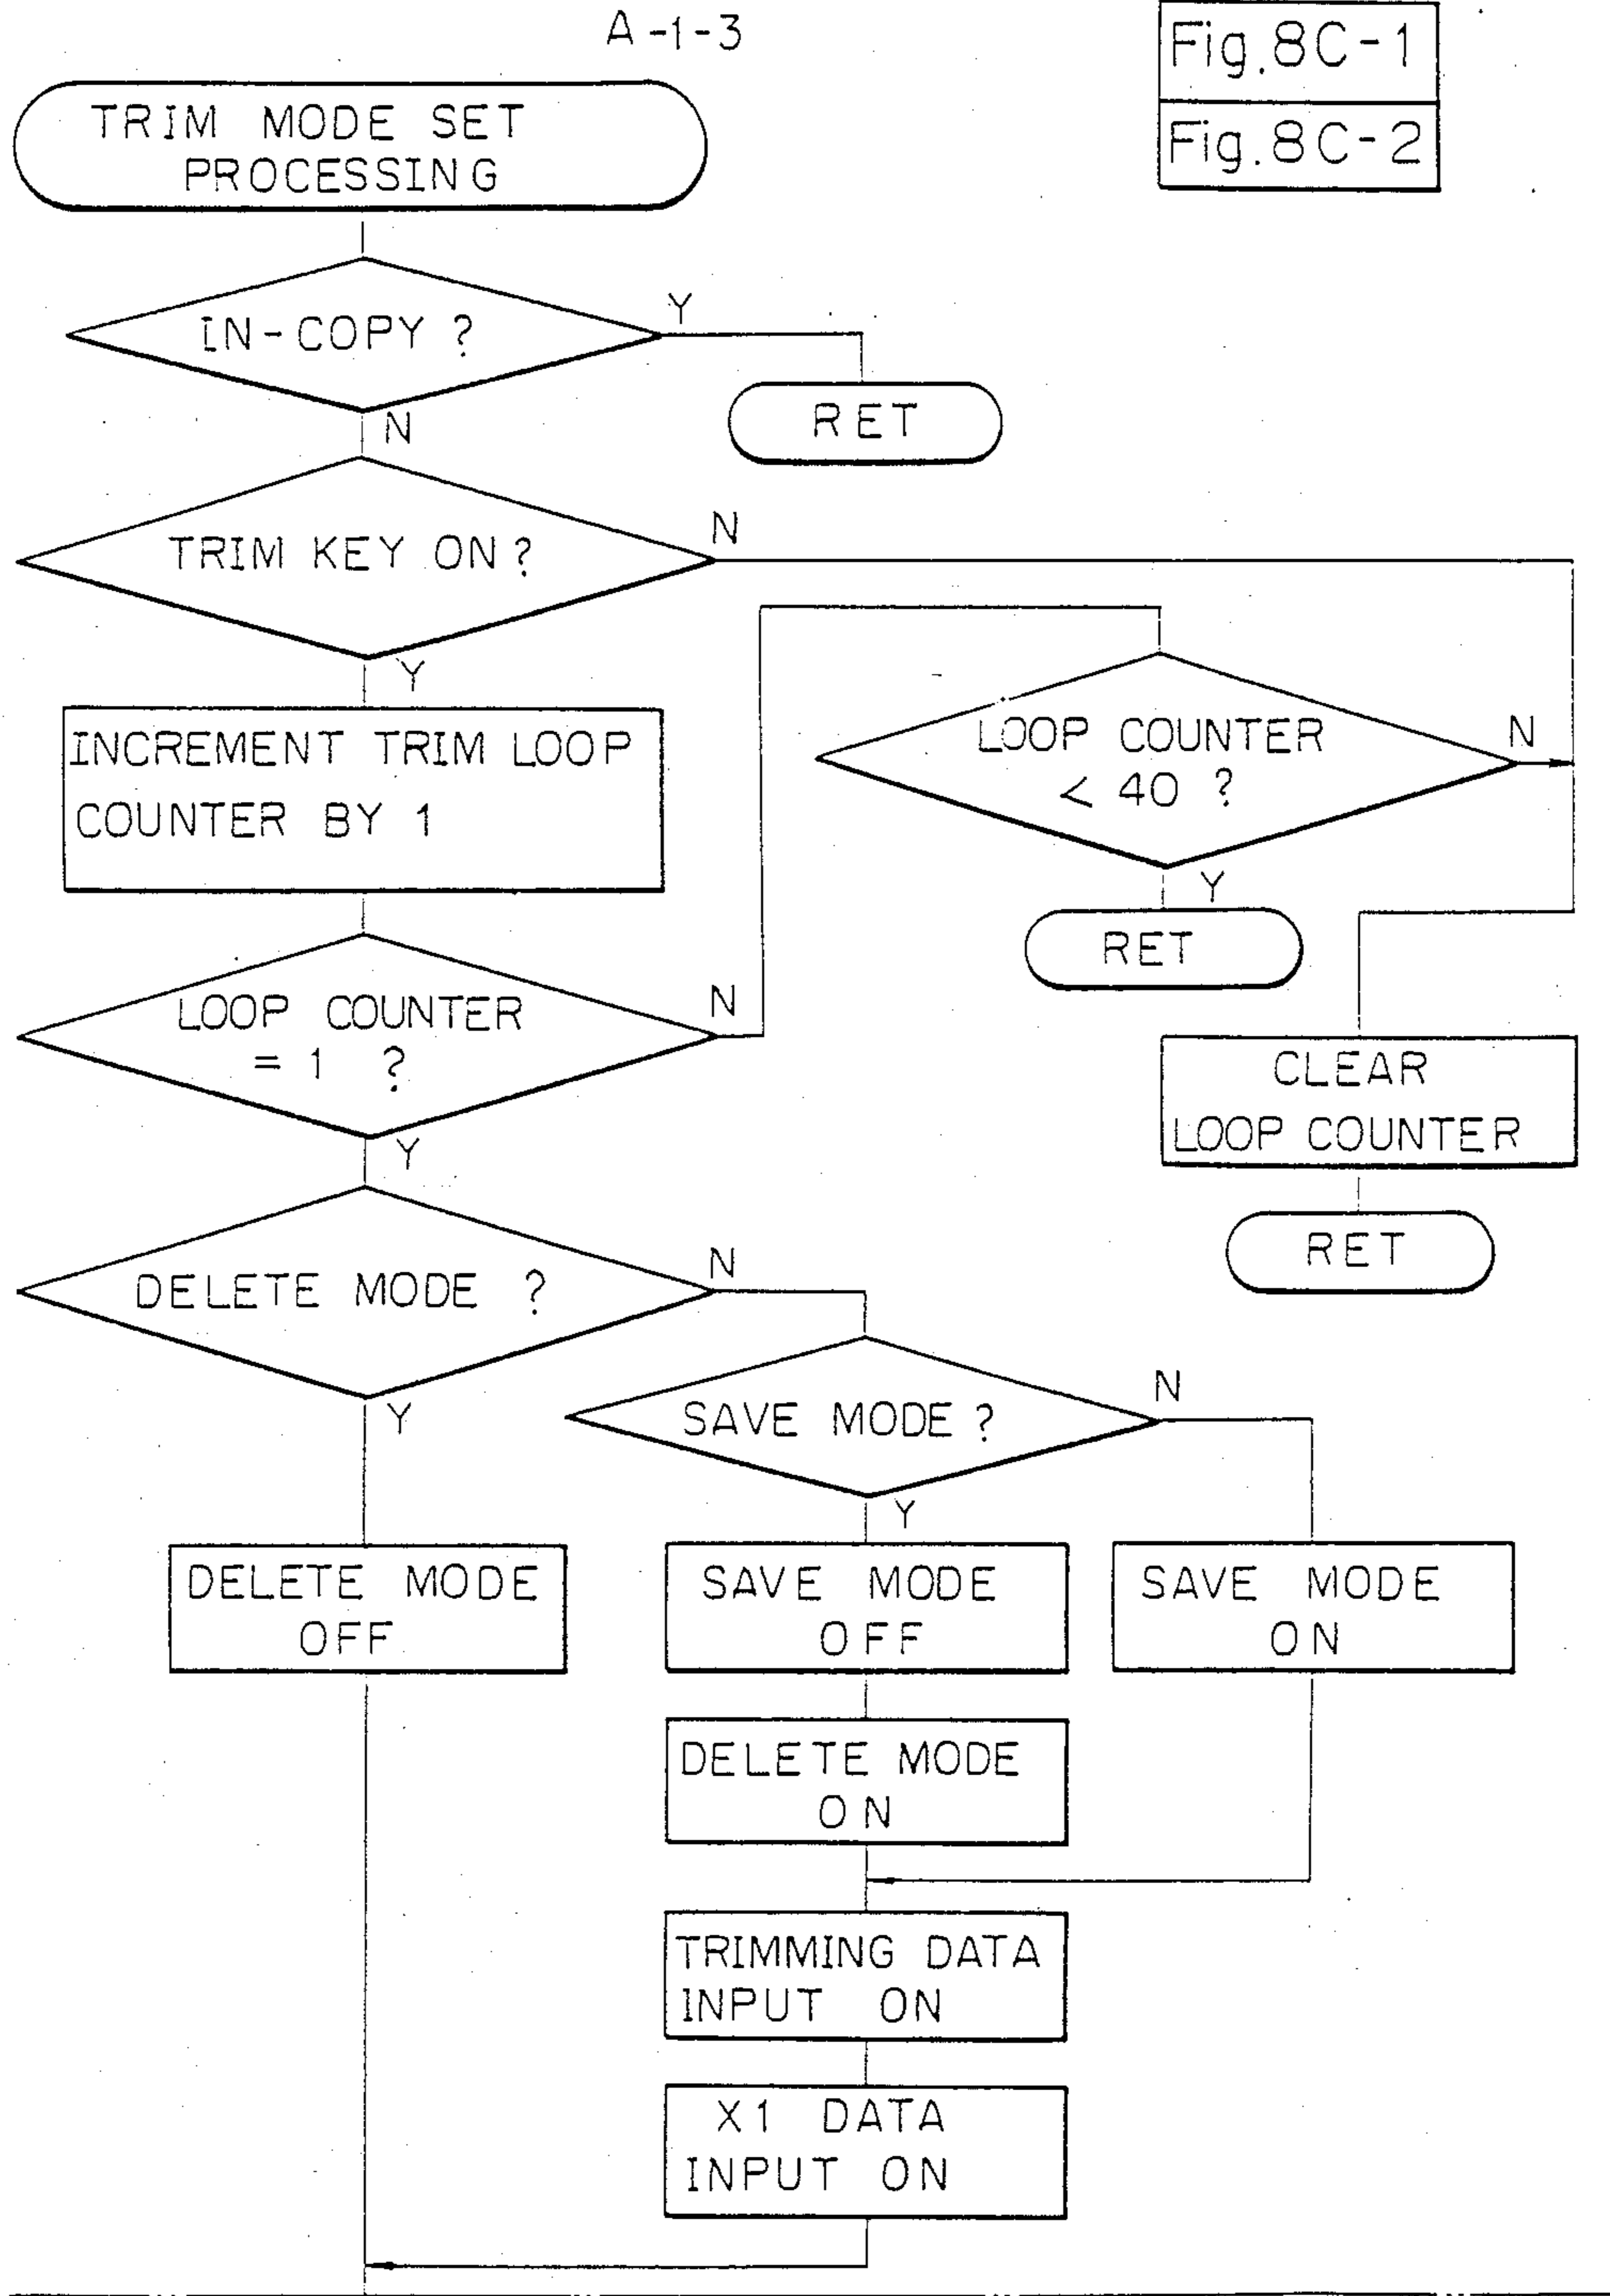 A-1-3
Fig.8C-1
Fig.8C-2
TRIM MODE SET
PROCESSING
IN-COPY ?
Y
RET
N
TRIM KEY ON ?
N
Y
INCREMENT TRIM LOOP
COUNTER BY 1
LOOP COUNTER
< 40 ?
N
Y
RET
LOOP COUNTER
= 1 ?
N
CLEAR
LOOP COUNTER
RET
Y
DELETE MODE ?
N
Y
SAVE MODE ?
N
Y
DELETE MODE
OFF
SAVE MODE
OFF
SAVE MODE
ON
DELETE MODE
ON
TRIMMING DATA
INPUT ON
X1 DATA
INPUT ON